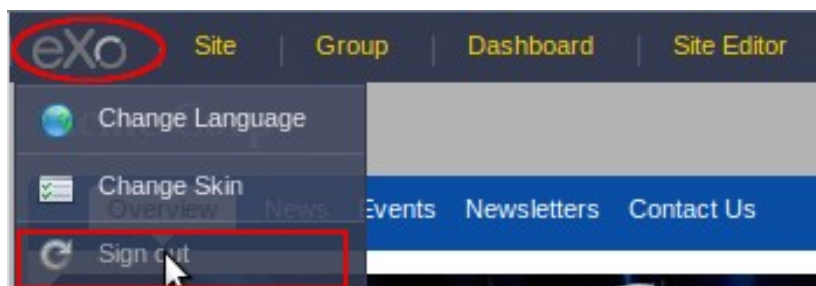 eXo Site | Group | Dashboard | Site Editor
Change Language
Change Skin
Overview News Events Newsletters Contact Us
Sign out